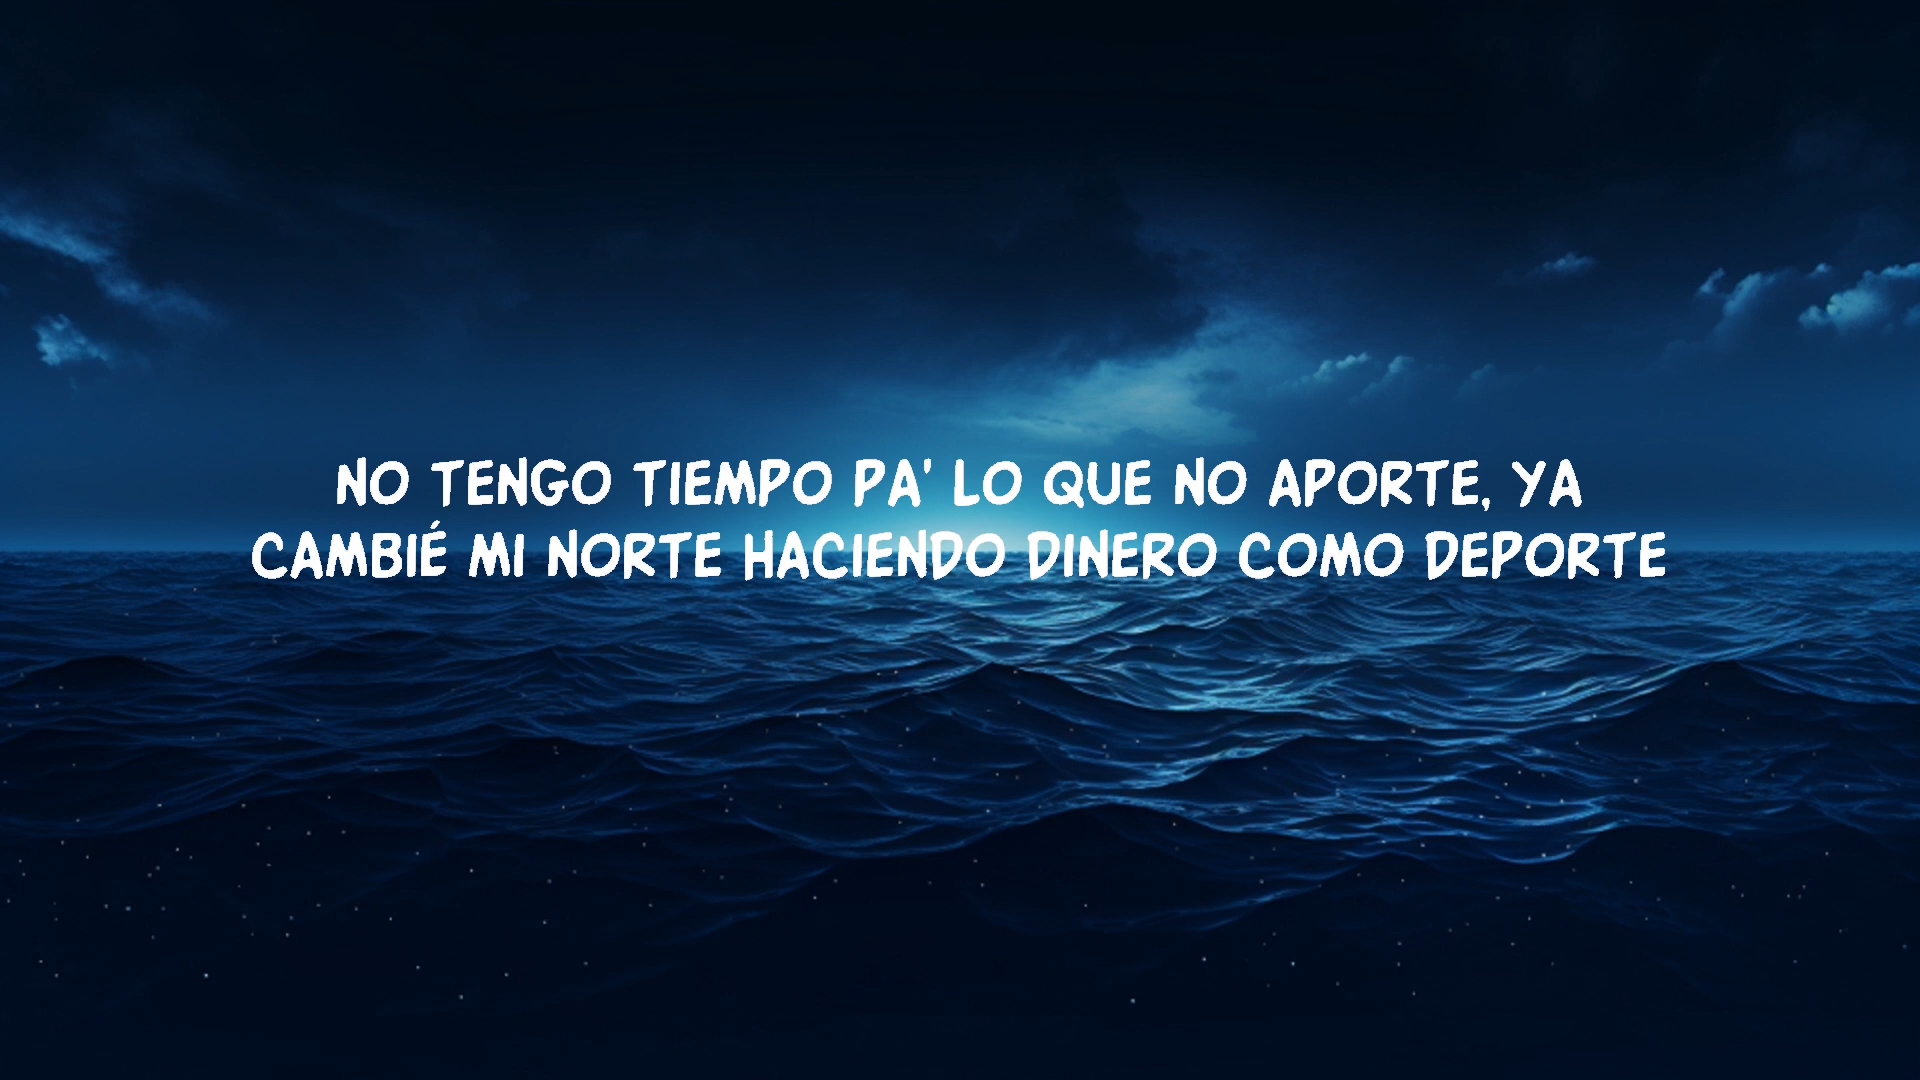 NO TENGO TIEMPO PA' LO QUE NO APORTE, YA
CAMBIÉ MI NORTE HACIENDO DINERO COMO DEPORTE